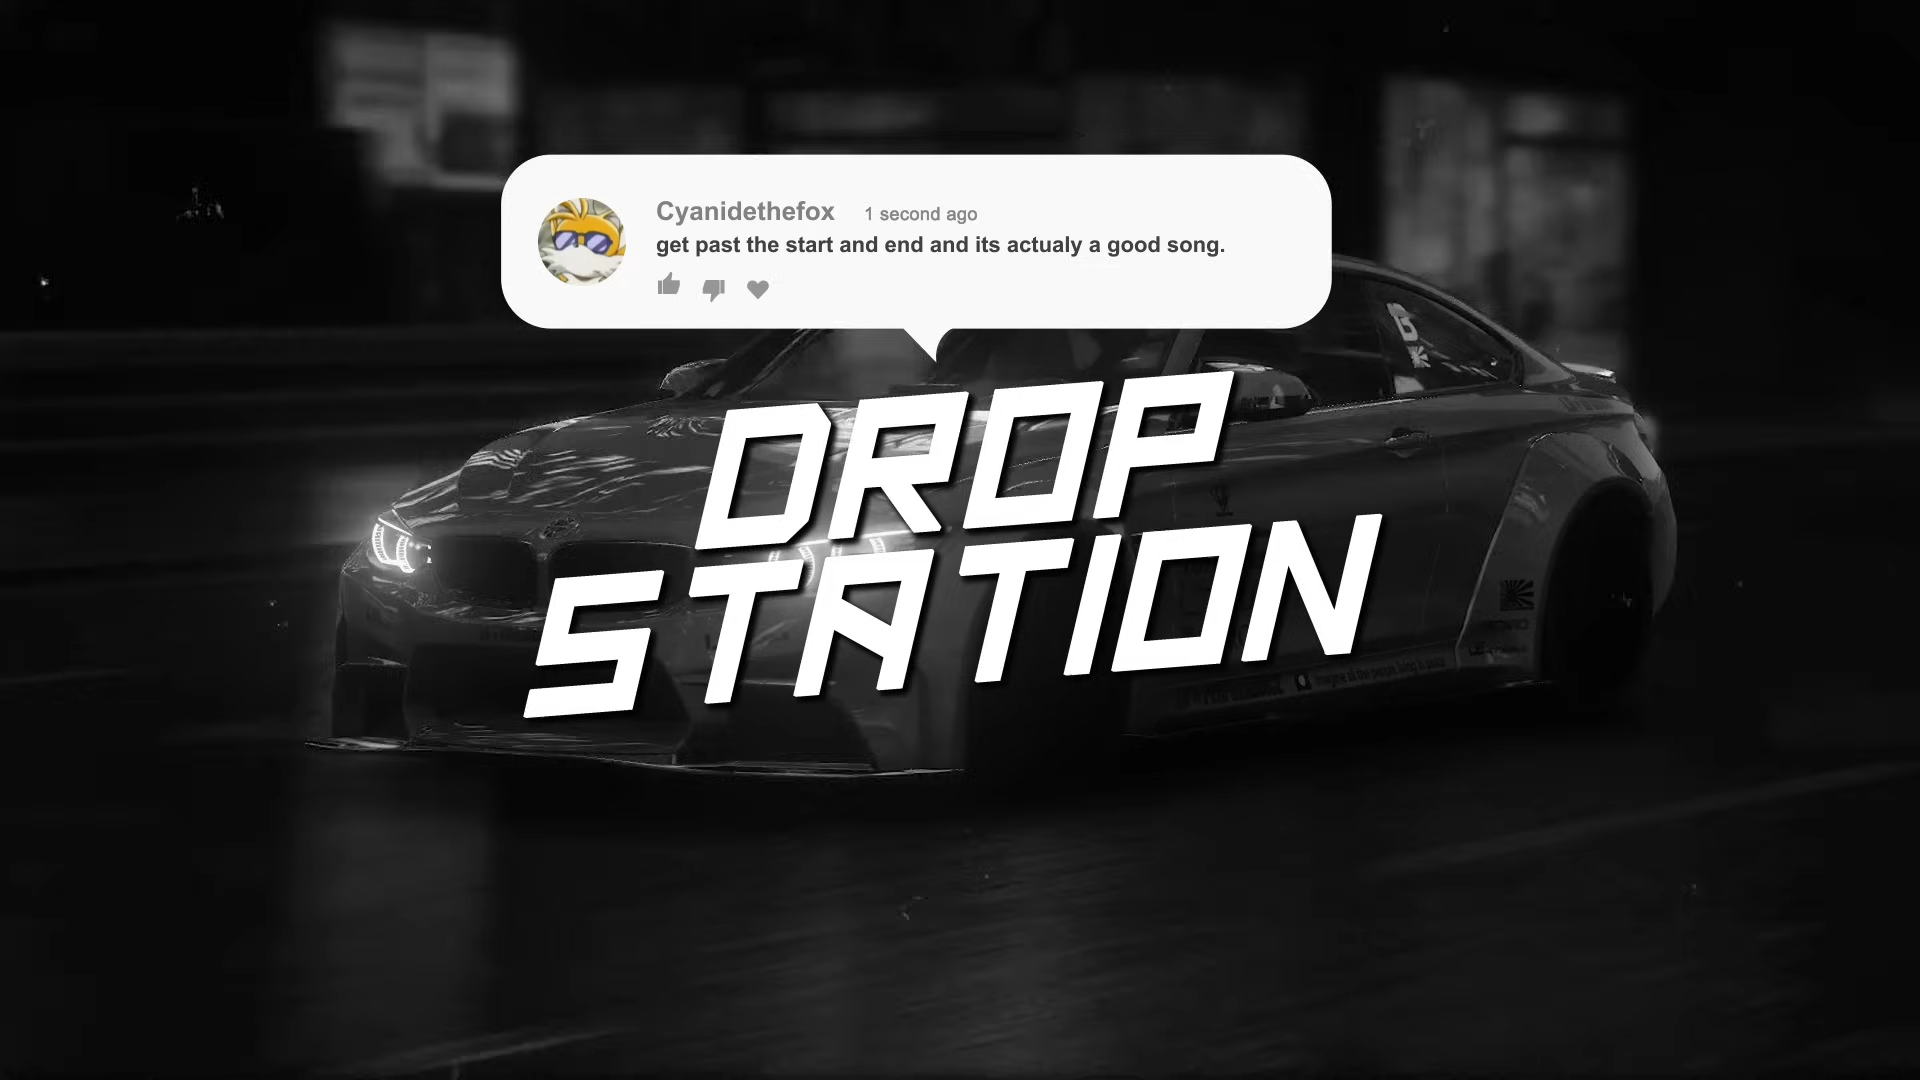 Cyanidethefox 1 second ago
get past the start and end and its actualy a good song.
DROP
STATION